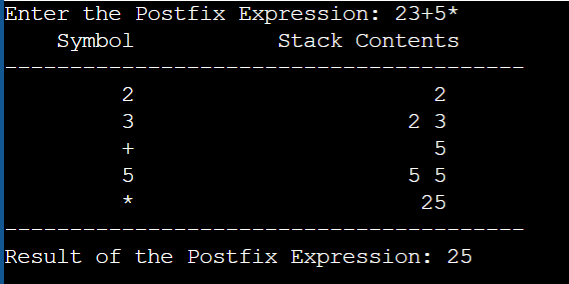 Enter the Postfix Expression: 23+5*
Symbol Stack Contents
----------------------------------------
2 2
3 2 3
+ 5
5 5 5
* 25
----------------------------------------
Result of the Postfix Expression: 25